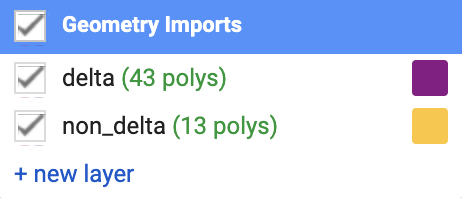 Geometry Imports
delta (43 polys)
non_delta (13 polys)
+ new layer